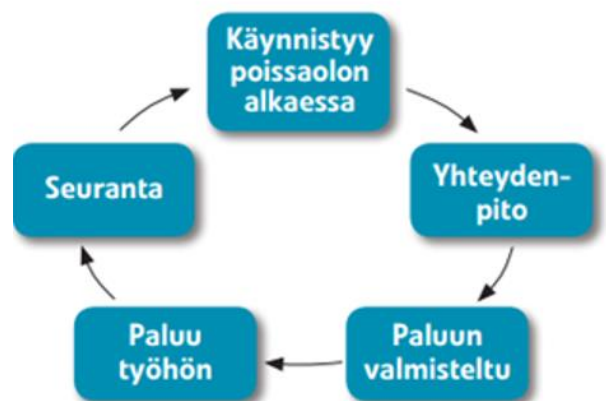 Käynnistyy
poissaolon
alkaessa
Yhteyden-
pito
Paluun
valmisteltu
Paluu
työhön
Seuranta